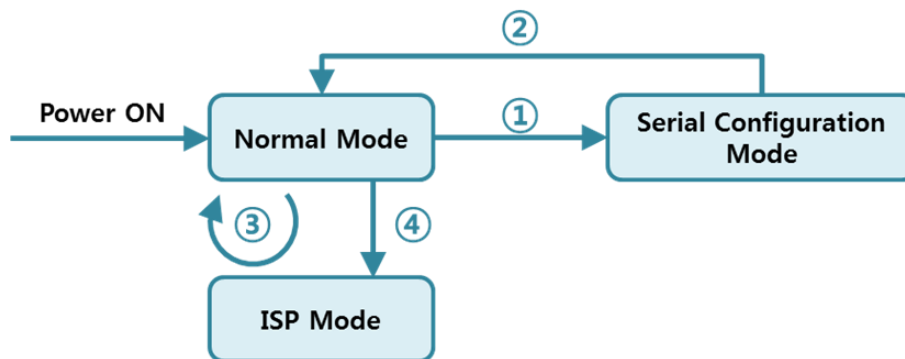 ②
Power ON
Normal Mode
①
Serial Configuration
Mode
③
④
ISP Mode